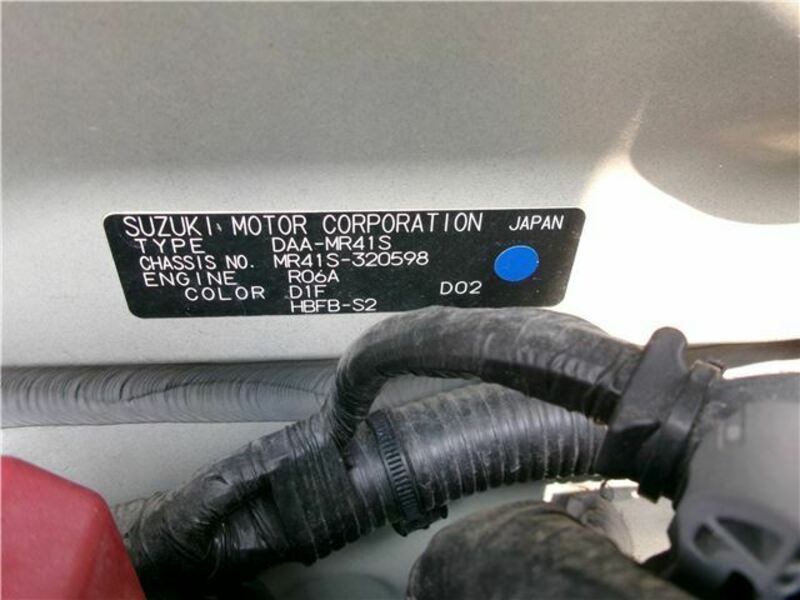 SUZUKI MOTOR CORPORATION JAPAN
TYPE DAA-MR41S
CHASSIS NO. MR41S-320598
ENGINE R06A
COLOR D1F D02
HBFB-S2